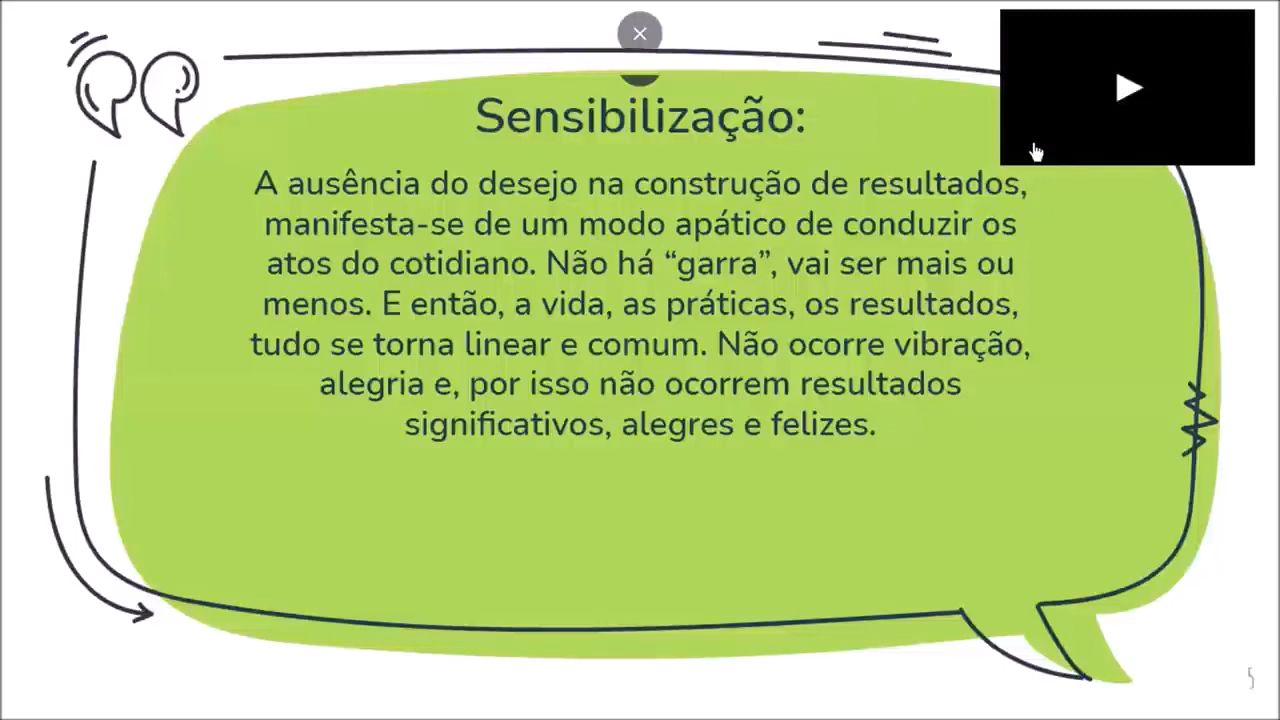 Sensibilização:
A ausência do desejo na construção de resultados,
manifesta-se de um modo apático de conduzir os
atos do cotidiano. Não há “garra”, vai ser mais ou
menos. E então, a vida, as práticas, os resultados,
tudo se torna linear e comum. Não ocorre vibração,
alegria e, por isso não ocorrem resultados
significativos, alegres e felizes.
5